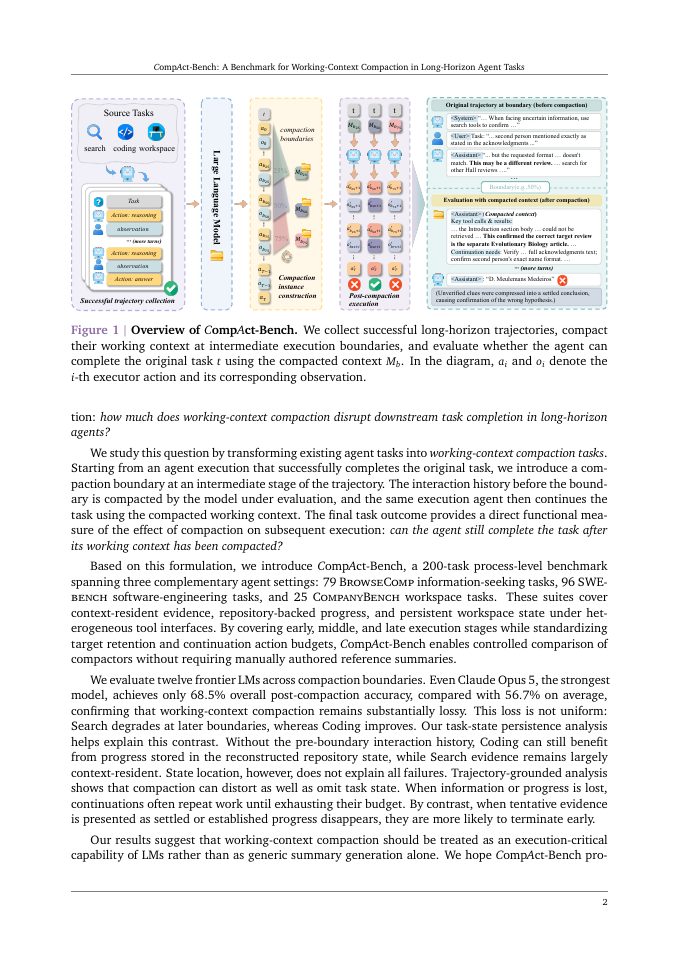 CompAct-Bench: A Benchmark for Working-Context Compaction in Long-Horizon Agent Tasks
Source Tasks
search coding workspace
Task
Action: reasoning
observation
... (more turns)
Action: reasoning
observation
Action: answer
Successful trajectory collection
Large Language Model
compaction
boundaries
Compaction
instance
construction
t t t
Post-compaction
execution
Original trajectory at boundary (before compaction)
<System> "... When facing uncertain information, use
search tools to confirm ..."
<User> Task: "... second person mentioned exactly as
stated in the acknowledgments ..."
<Assistant> "... but the requested format ... doesn't
match. This may be a different review. ... search for
other Hull reviews ...."
...
Boundary(e.g.,50%)
Evaluation with compacted context (after compaction)
<Assistant> (Compacted context)
Key tool calls & results:
... the Introduction section body ... could not be
retrieved ... This confirmed the correct target review
is the separate Evolutionary Biology article. ...
Continuation needs: Verify ... full acknowledgments text;
confirm second person's exact name format. ...
... (more turns)
<Assistant>: "D. Meulemans Medeiros"
(Unverified clues were compressed into a settled conclusion,
causing confirmation of the wrong hypothesis.)
Figure 1 | Overview of CompAct-Bench. We collect successful long-horizon trajectories, compact
their working context at intermediate execution boundaries, and evaluate whether the agent can
complete the original task t using the compacted context Mb. In the diagram, ai and oi denote the
i-th executor action and its corresponding observation.
tion: how much does working-context compaction disrupt downstream task completion in long-horizon
agents?
We study this question by transforming existing agent tasks into working-context compaction tasks.
Starting from an agent execution that successfully completes the original task, we introduce a com-
paction boundary at an intermediate stage of the trajectory. The interaction history before the bound-
ary is compacted by the model under evaluation, and the same execution agent then continues the
task using the compacted working context. The final task outcome provides a direct functional mea-
sure of the effect of compaction on subsequent execution: can the agent still complete the task after
its working context has been compacted?
Based on this formulation, we introduce CompAct-Bench, a 200-task process-level benchmark
spanning three complementary agent settings: 79 BrowseComp information-seeking tasks, 96 SWE-
bench software-engineering tasks, and 25 CompanyBench workspace tasks. These suites cover
context-resident evidence, repository-backed progress, and persistent workspace state under het-
erogeneous tool interfaces. By covering early, middle, and late execution stages while standardizing
target retention and continuation action budgets, CompAct-Bench enables controlled comparison of
compactors without requiring manually authored reference summaries.
We evaluate twelve frontier LMs across compaction boundaries. Even Claude Opus 5, the strongest
model, achieves only 68.5% overall post-compaction accuracy, compared with 56.7% on average,
confirming that working-context compaction remains substantially lossy. This loss is not uniform:
Search degrades at later boundaries, whereas Coding improves. Our task-state persistence analysis
helps explain this contrast. Without the pre-boundary interaction history, Coding can still benefit
from progress stored in the reconstructed repository state, while Search evidence remains largely
context-resident. State location, however, does not explain all failures. Trajectory-grounded analysis
shows that compaction can distort as well as omit task state. When information or progress is lost,
continuations often repeat work until exhausting their budget. By contrast, when tentative evidence
is presented as settled or established progress disappears, they are more likely to terminate early.
Our results suggest that working-context compaction should be treated as an execution-critical
capability of LMs rather than as generic summary generation alone. We hope CompAct-Bench pro-
2